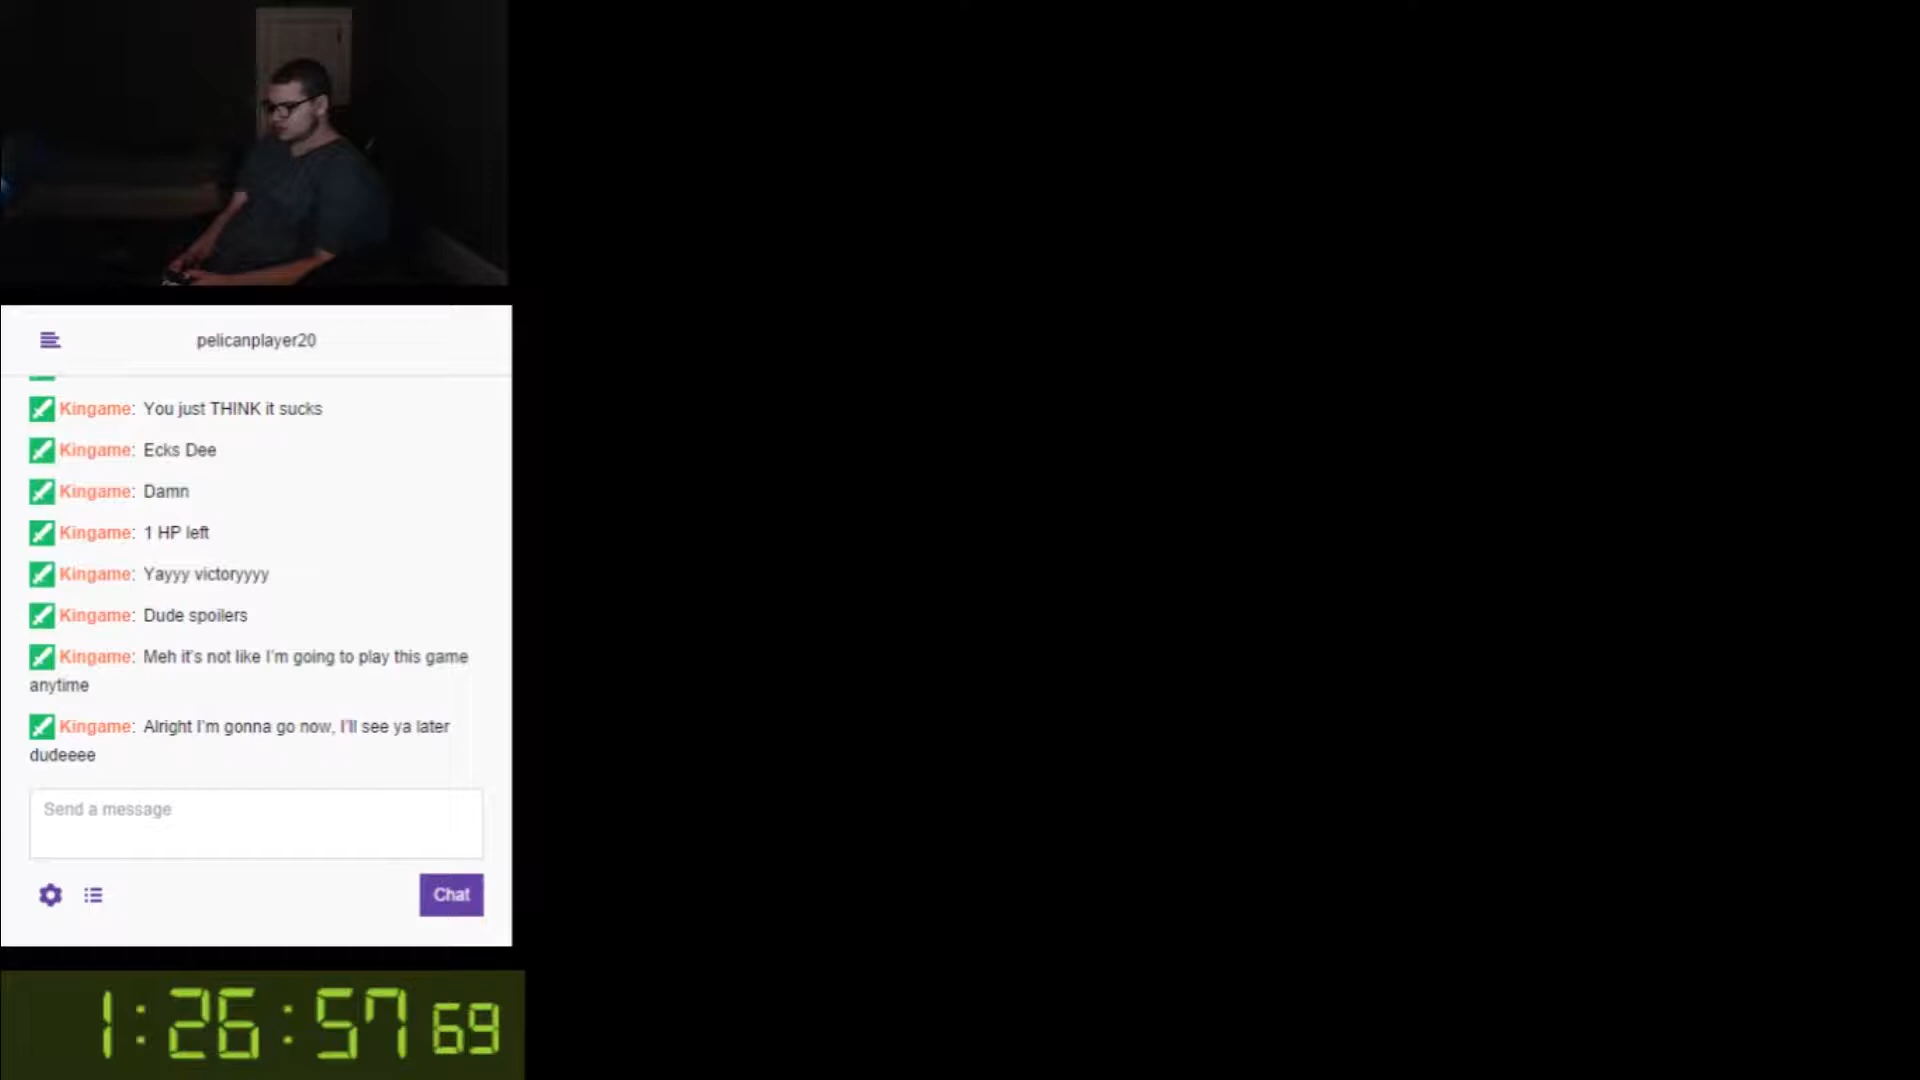 pelicanplayer20
Kingame: You just THINK it sucks
Kingame: Ecks Dee
Kingame: Damn
Kingame: 1 HP left
Kingame: Yayyy victoryyyy
Kingame: Dude spoilers
Kingame: Meh it's not like I'm going to play this game
anytime
Kingame: Alright I'm gonna go now, I'll see ya later
dudeeee
Send a message
Chat
1:26:57 69